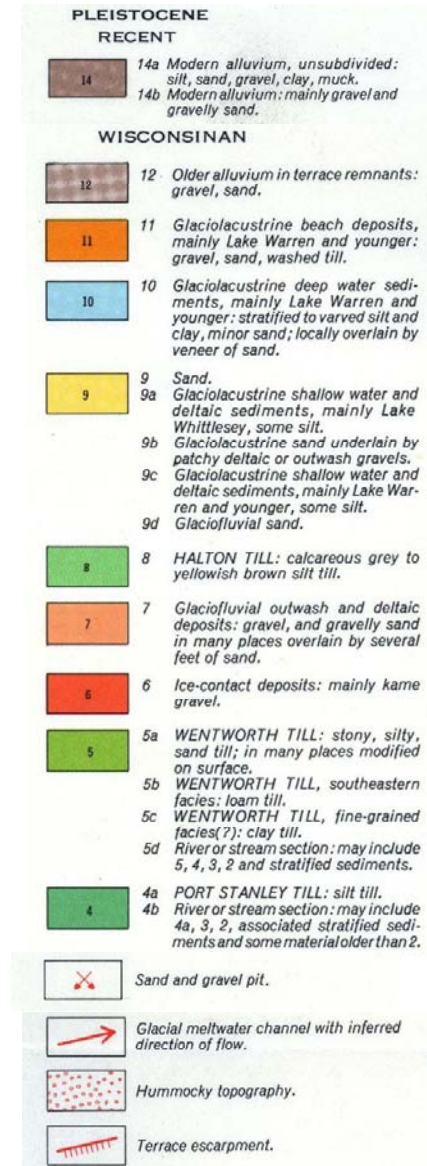 PLEISTOCENE
RECENT
14
14a Modern alluvium, unsubdivided:
silt, sand, gravel, clay, muck.
14b Modern alluvium: mainly gravel and
gravelly sand.
WISCONSINAN
12
12 Older alluvium in terrace remnants:
gravel, sand.
11
11 Glaciolacustrine beach deposits,
mainly Lake Warren and younger:
gravel, sand, washed till.
10
10 Glaciolacustrine deep water sedi-
ments, mainly Lake Warren and
younger: stratified to varved silt and
clay, minor sand; locally overlain by
veneer of sand.
9
9 Sand.
9a Glaciolacustrine shallow water and
deltaic sediments, mainly Lake
Whittlesey, some silt.
9b Glaciolacustrine sand underlain by
patchy deltaic or outwash gravels.
9c Glaciolacustrine shallow water and
deltaic sediments, mainly Lake War-
ren and younger, some silt.
9d Glaciofluvial sand.
8
8 HALTON TILL: calcareous grey to
yellowish brown silt till.
7
7 Glaciofluvial outwash and deltaic
deposits: gravel, and gravelly sand
in many places overlain by several
feet of sand.
6
6 Ice-contact deposits: mainly kame
gravel.
5
5a WENTWORTH TILL: stony, silty,
sand till; in many places modified
on surface.
5b WENTWORTH TILL, southeastern
facies: loam till.
5c WENTWORTH TILL, fine-grained
facies(?): clay till.
5d River or stream section: may include
5, 4, 3, 2 and stratified sediments.
4
4a PORT STANLEY TILL: silt till.
4b River or stream section: may include
4a, 3, 2, associated stratified sedi-
ments and some material older than 2.
Sand and gravel pit.
Glacial meltwater channel with inferred
direction of flow.
Hummocky topography.
Terrace escarpment.